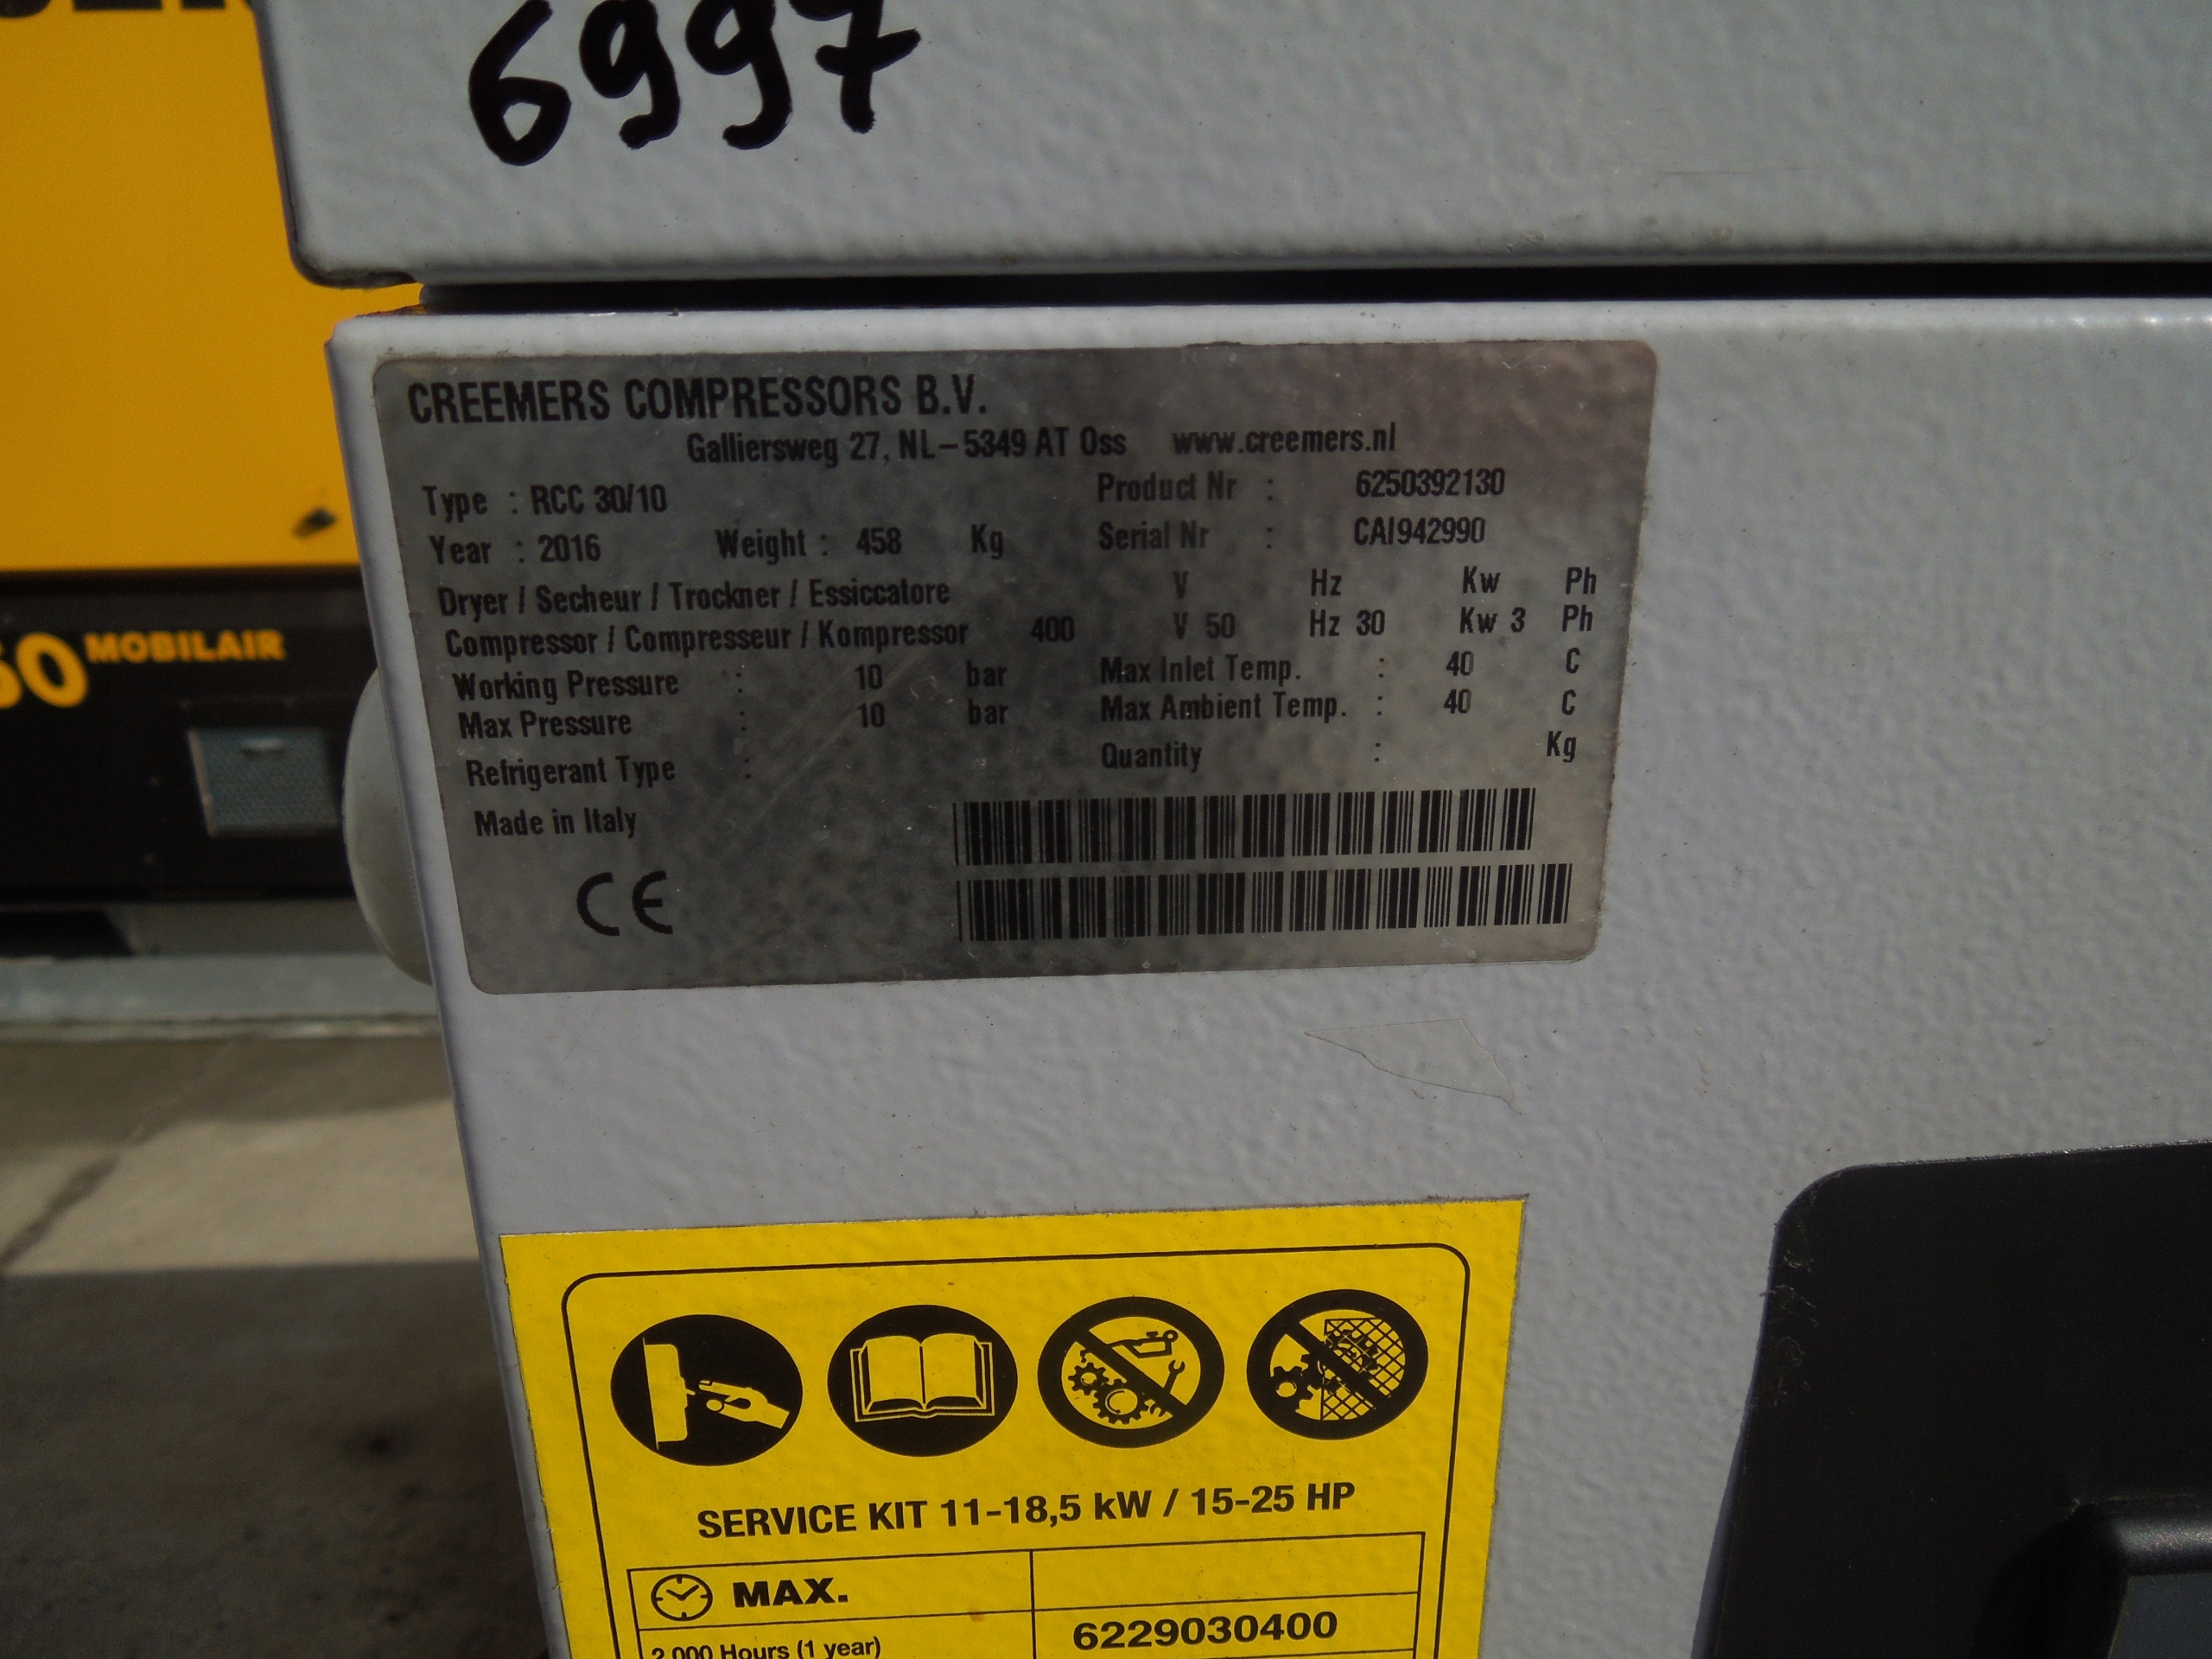 6997
60 MOBILAIR
CREEMERS COMPRESSORS B.V.
Galliersweg 27, NL-5349 AT Oss www.creemers.nl
Type : RCC 30/10 Product Nr : 6250392130
Year : 2016 Weight : 458 Kg Serial Nr : CAI942990
Dryer / Secheur / Trockner / Essiccatore V Hz Kw Ph
Compressor / Compresseur / Kompressor 400 V 50 Hz 30 Kw 3 Ph
Working Pressure : 10 bar Max Inlet Temp. : 40 C
Max Pressure : 10 bar Max Ambient Temp. : 40 C
Refrigerant Type : Quantity : Kg
Made in Italy
CE
SERVICE KIT 11-18,5 kW / 15-25 HP
MAX.
2.000 Hours (1 year) 6229030400